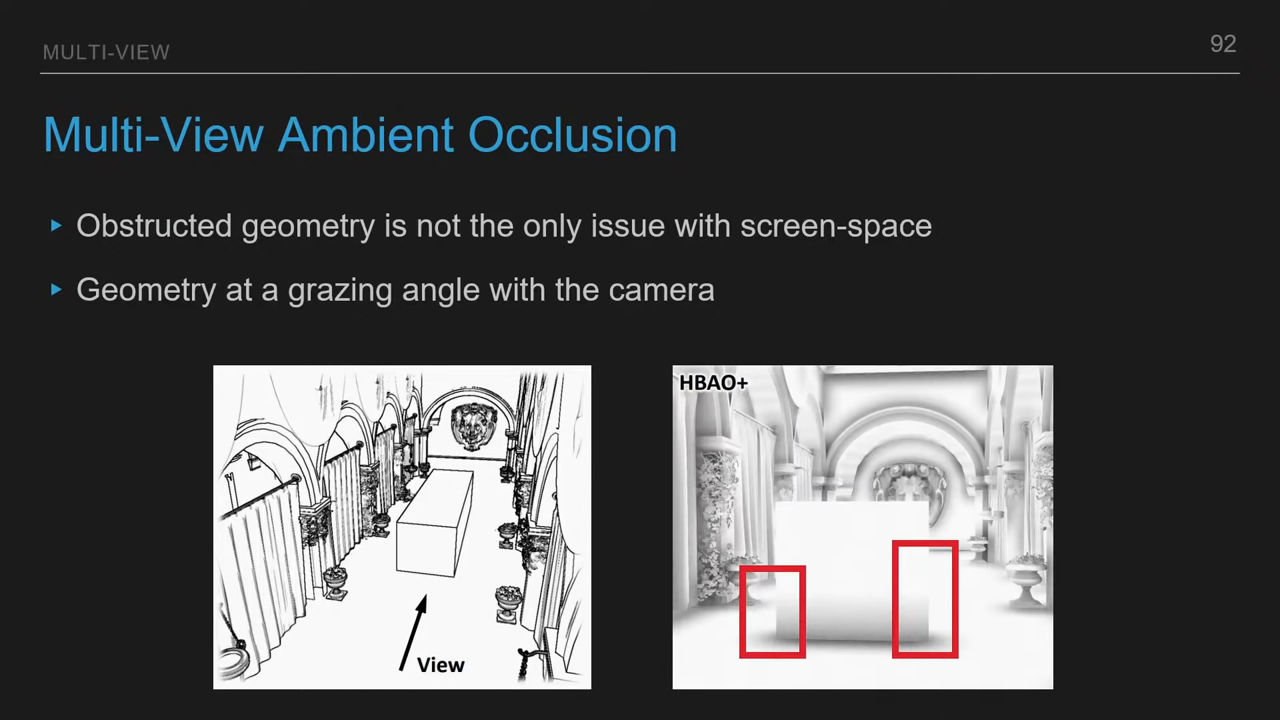 MULTI-VIEW
92
Multi-View Ambient Occlusion
Obstructed geometry is not the only issue with screen-space
Geometry at a grazing angle with the camera
View
HBAO+